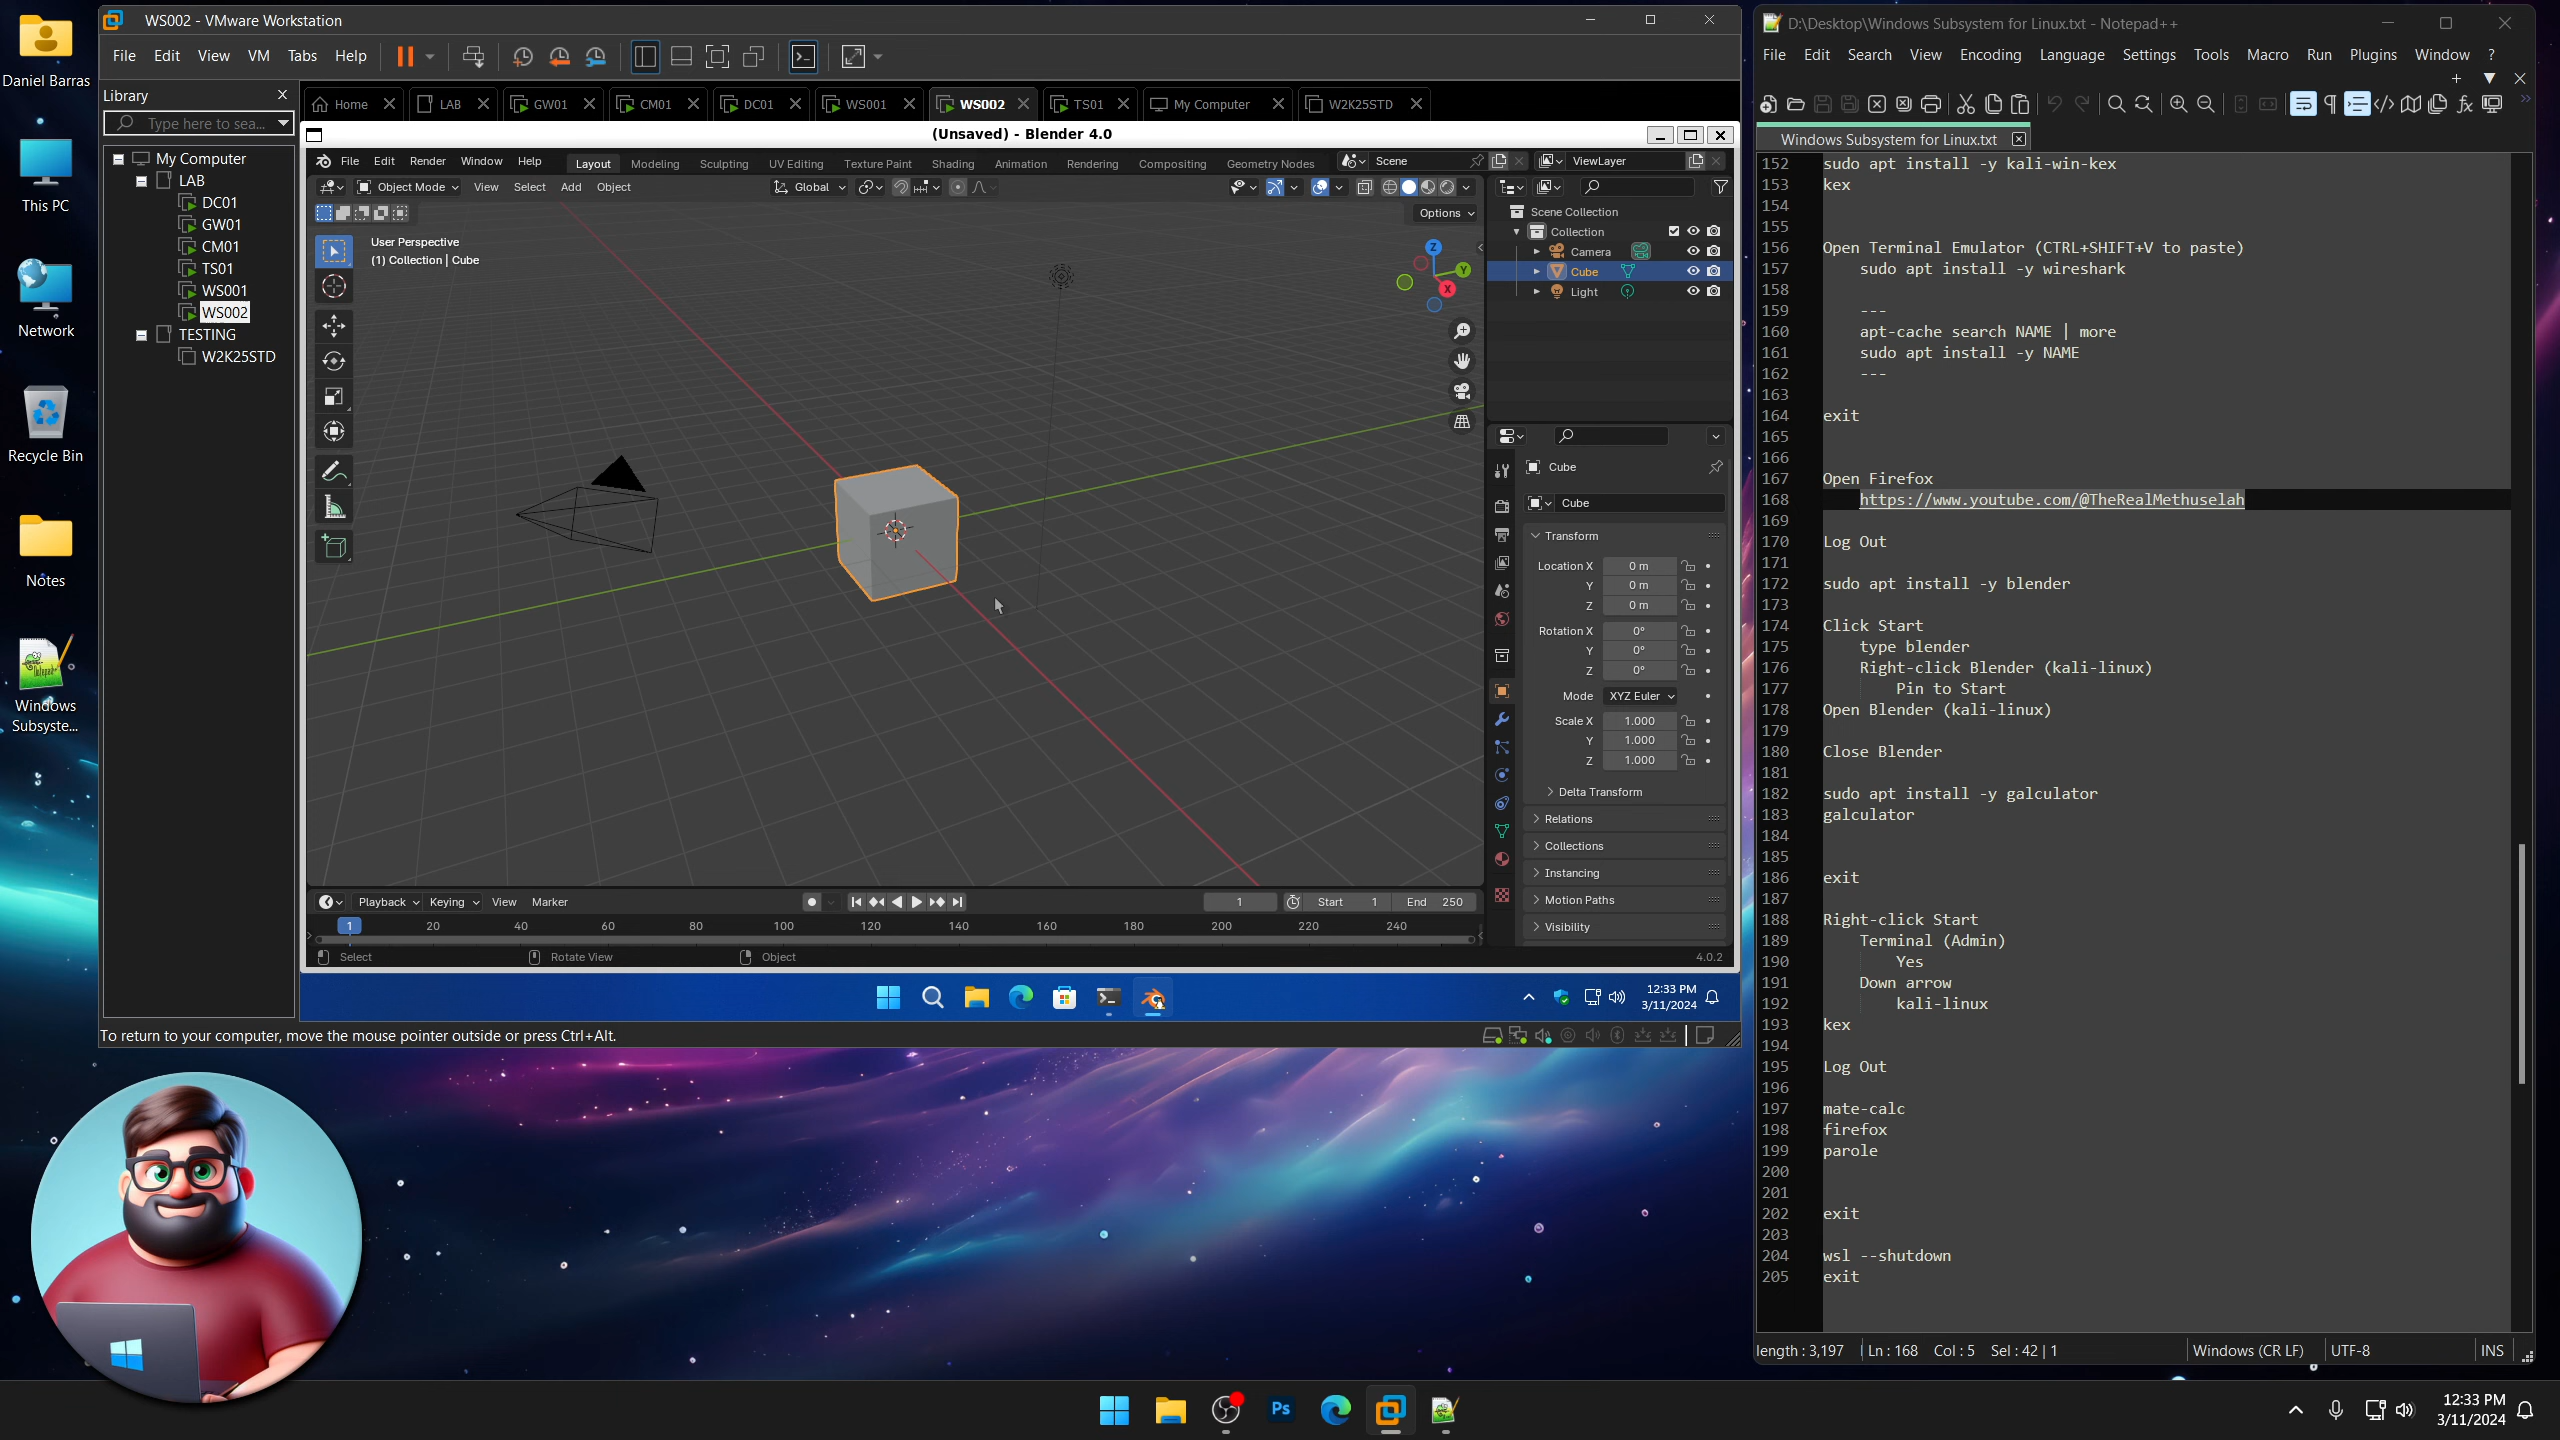 Daniel Barras
This PC
Network
Recycle Bin
Notes
Windows
Subsyste...
WS002 - VMware Workstation
File Edit View VM Tabs Help
Library
Type here to sea...
My Computer
LAB
DC01
GW01
CM01
TS01
WS001
WS002
TESTING
W2K25STD
Home LAB GW01 CM01 DC01 WS001 WS002 TS01 My Computer W2K25STD
(Unsaved) - Blender 4.0
File Edit Render Window Help Layout Modeling Sculpting UV Editing Texture Paint Shading Animation Rendering Compositing Geometry Nodes Scene ViewLayer
Object Mode View Select Add Object Global
Options
User Perspective
(1) Collection | Cube
Z
Y
X
Scene Collection
Collection
Camera
Cube
Light
Cube
Cube
Transform
Location X 0 m
Y 0 m
Z 0 m
Rotation X 0°
Y 0°
Z 0°
Mode XYZ Euler
Scale X 1.000
Y 1.000
Z 1.000
Delta Transform
Relations
Collections
Instancing
Motion Paths
Visibility
Playback Keying View Marker 1 Start 1 End 250
1 20 40 60 80 100 120 140 160 180 200 220 240
Select Rotate View Object 4.0.2
12:33 PM
3/11/2024
To return to your computer, move the mouse pointer outside or press Ctrl+Alt.
D:\Desktop\Windows Subsystem for Linux.txt - Notepad++
File Edit Search View Encoding Language Settings Tools Macro Run Plugins Window ?
Windows Subsystem for Linux.txt
152 sudo apt install -y kali-win-kex
153 kex
154
155
156 Open Terminal Emulator (CTRL+SHIFT+V to paste)
157 sudo apt install -y wireshark
158
159 ---
160 apt-cache search NAME | more
161 sudo apt install -y NAME
162 ---
163
164 exit
165
166
167 Open Firefox
168 https://www.youtube.com/@TheRealMethuselah
169
170 Log Out
171
172 sudo apt install -y blender
173
174 Click Start
175 type blender
176 Right-click Blender (kali-linux)
177 Pin to Start
178 Open Blender (kali-linux)
179
180 Close Blender
181
182 sudo apt install -y galculator
183 galculator
184
185
186 exit
187
188 Right-click Start
189 Terminal (Admin)
190 Yes
191 Down arrow
192 kali-linux
193 kex
194
195 Log Out
196
197 mate-calc
198 firefox
199 parole
200
201
202 exit
203
204 wsl --shutdown
205 exit
length : 3,197 Ln : 168 Col : 5 Sel : 42 | 1 Windows (CR LF) UTF-8 INS
Ps
12:33 PM
3/11/2024